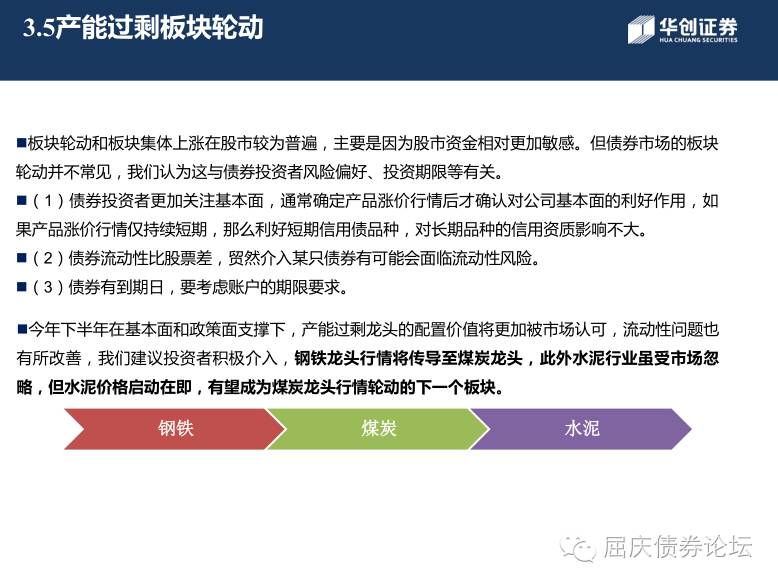 3.5产能过剩板块轮动
华创证券
HUA CHUANG SECURITIES
■板块轮动和板块集体上涨在股市较为普遍，主要是因为股市资金相对更加敏感。但债券市场的板块
轮动并不常见，我们认为这与债券投资者风险偏好、投资期限等有关。
■（1）债券投资者更加关注基本面，通常确定产品涨价行情后才确认对公司基本面的利好作用，如
果产品涨价行情仅持续短期，那么利好短期信用债品种，对长期品种的信用资质影响不大。
■（2）债券流动性比股票差，贸然介入某只债券有可能会面临流动性风险。
■（3）债券有到期日，要考虑账户的期限要求。
■今年下半年在基本面和政策面支撑下，产能过剩龙头的配置价值将更加被市场认可，流动性问题也
有所改善，我们建议投资者积极介入，钢铁龙头行情将传导至煤炭龙头，此外水泥行业虽受市场忽
略，但水泥价格启动在即，有望成为煤炭龙头行情轮动的下一个板块。
钢铁
煤炭
水泥
屈庆债券论坛